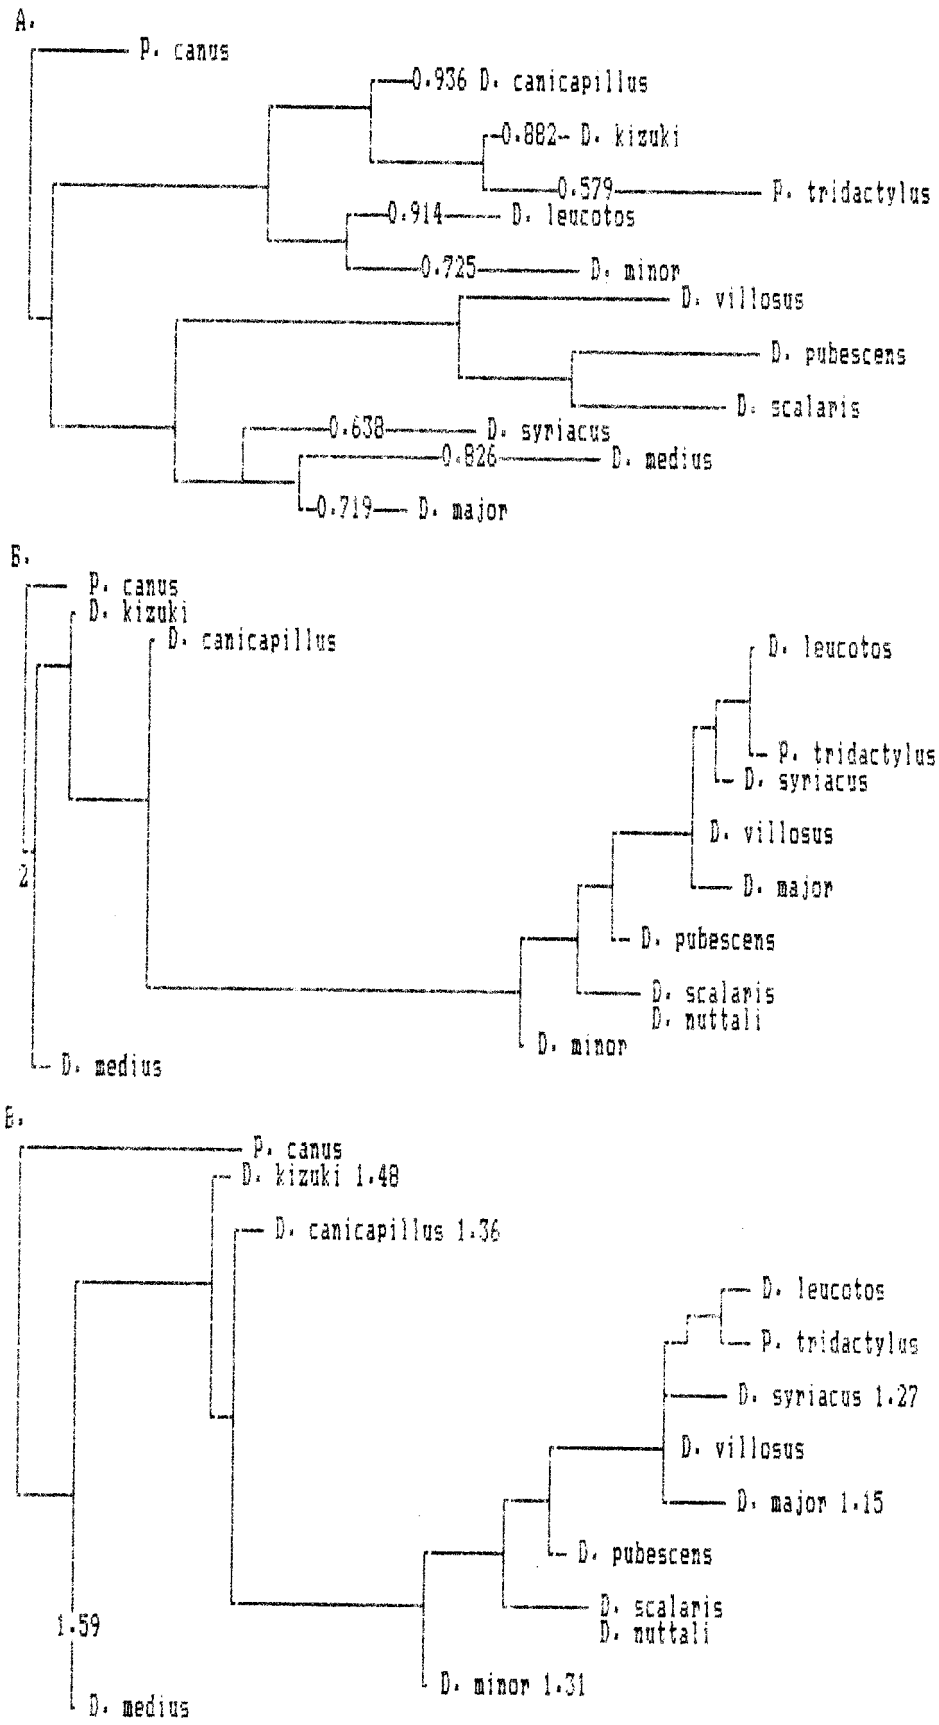 А.
P. canus
0.936 D. canicapillus
0.882 D. kizuki
0.579 P. tridactylus
0.914 D. leucotos
0.725 D. minor
D. villosus
D. pubescens
D. scalaris
0.638 D. syriacus
0.826 D. medius
0.719 D. major
Б.
P. canus
D. kizuki
D. canicapillus
D. leucotos
P. tridactylus
D. syriacus
D. villosus
2
D. major
D. pubescens
D. scalaris
D. nuttali
D. minor
D. medius
В.
P. canus
D. kizuki 1.48
D. canicapillus 1.36
D. leucotos
P. tridactylus
D. syriacus 1.27
D. villosus
D. major 1.15
D. pubescens
D. scalaris
1.59
D. nuttali
D. minor 1.31
D. medius